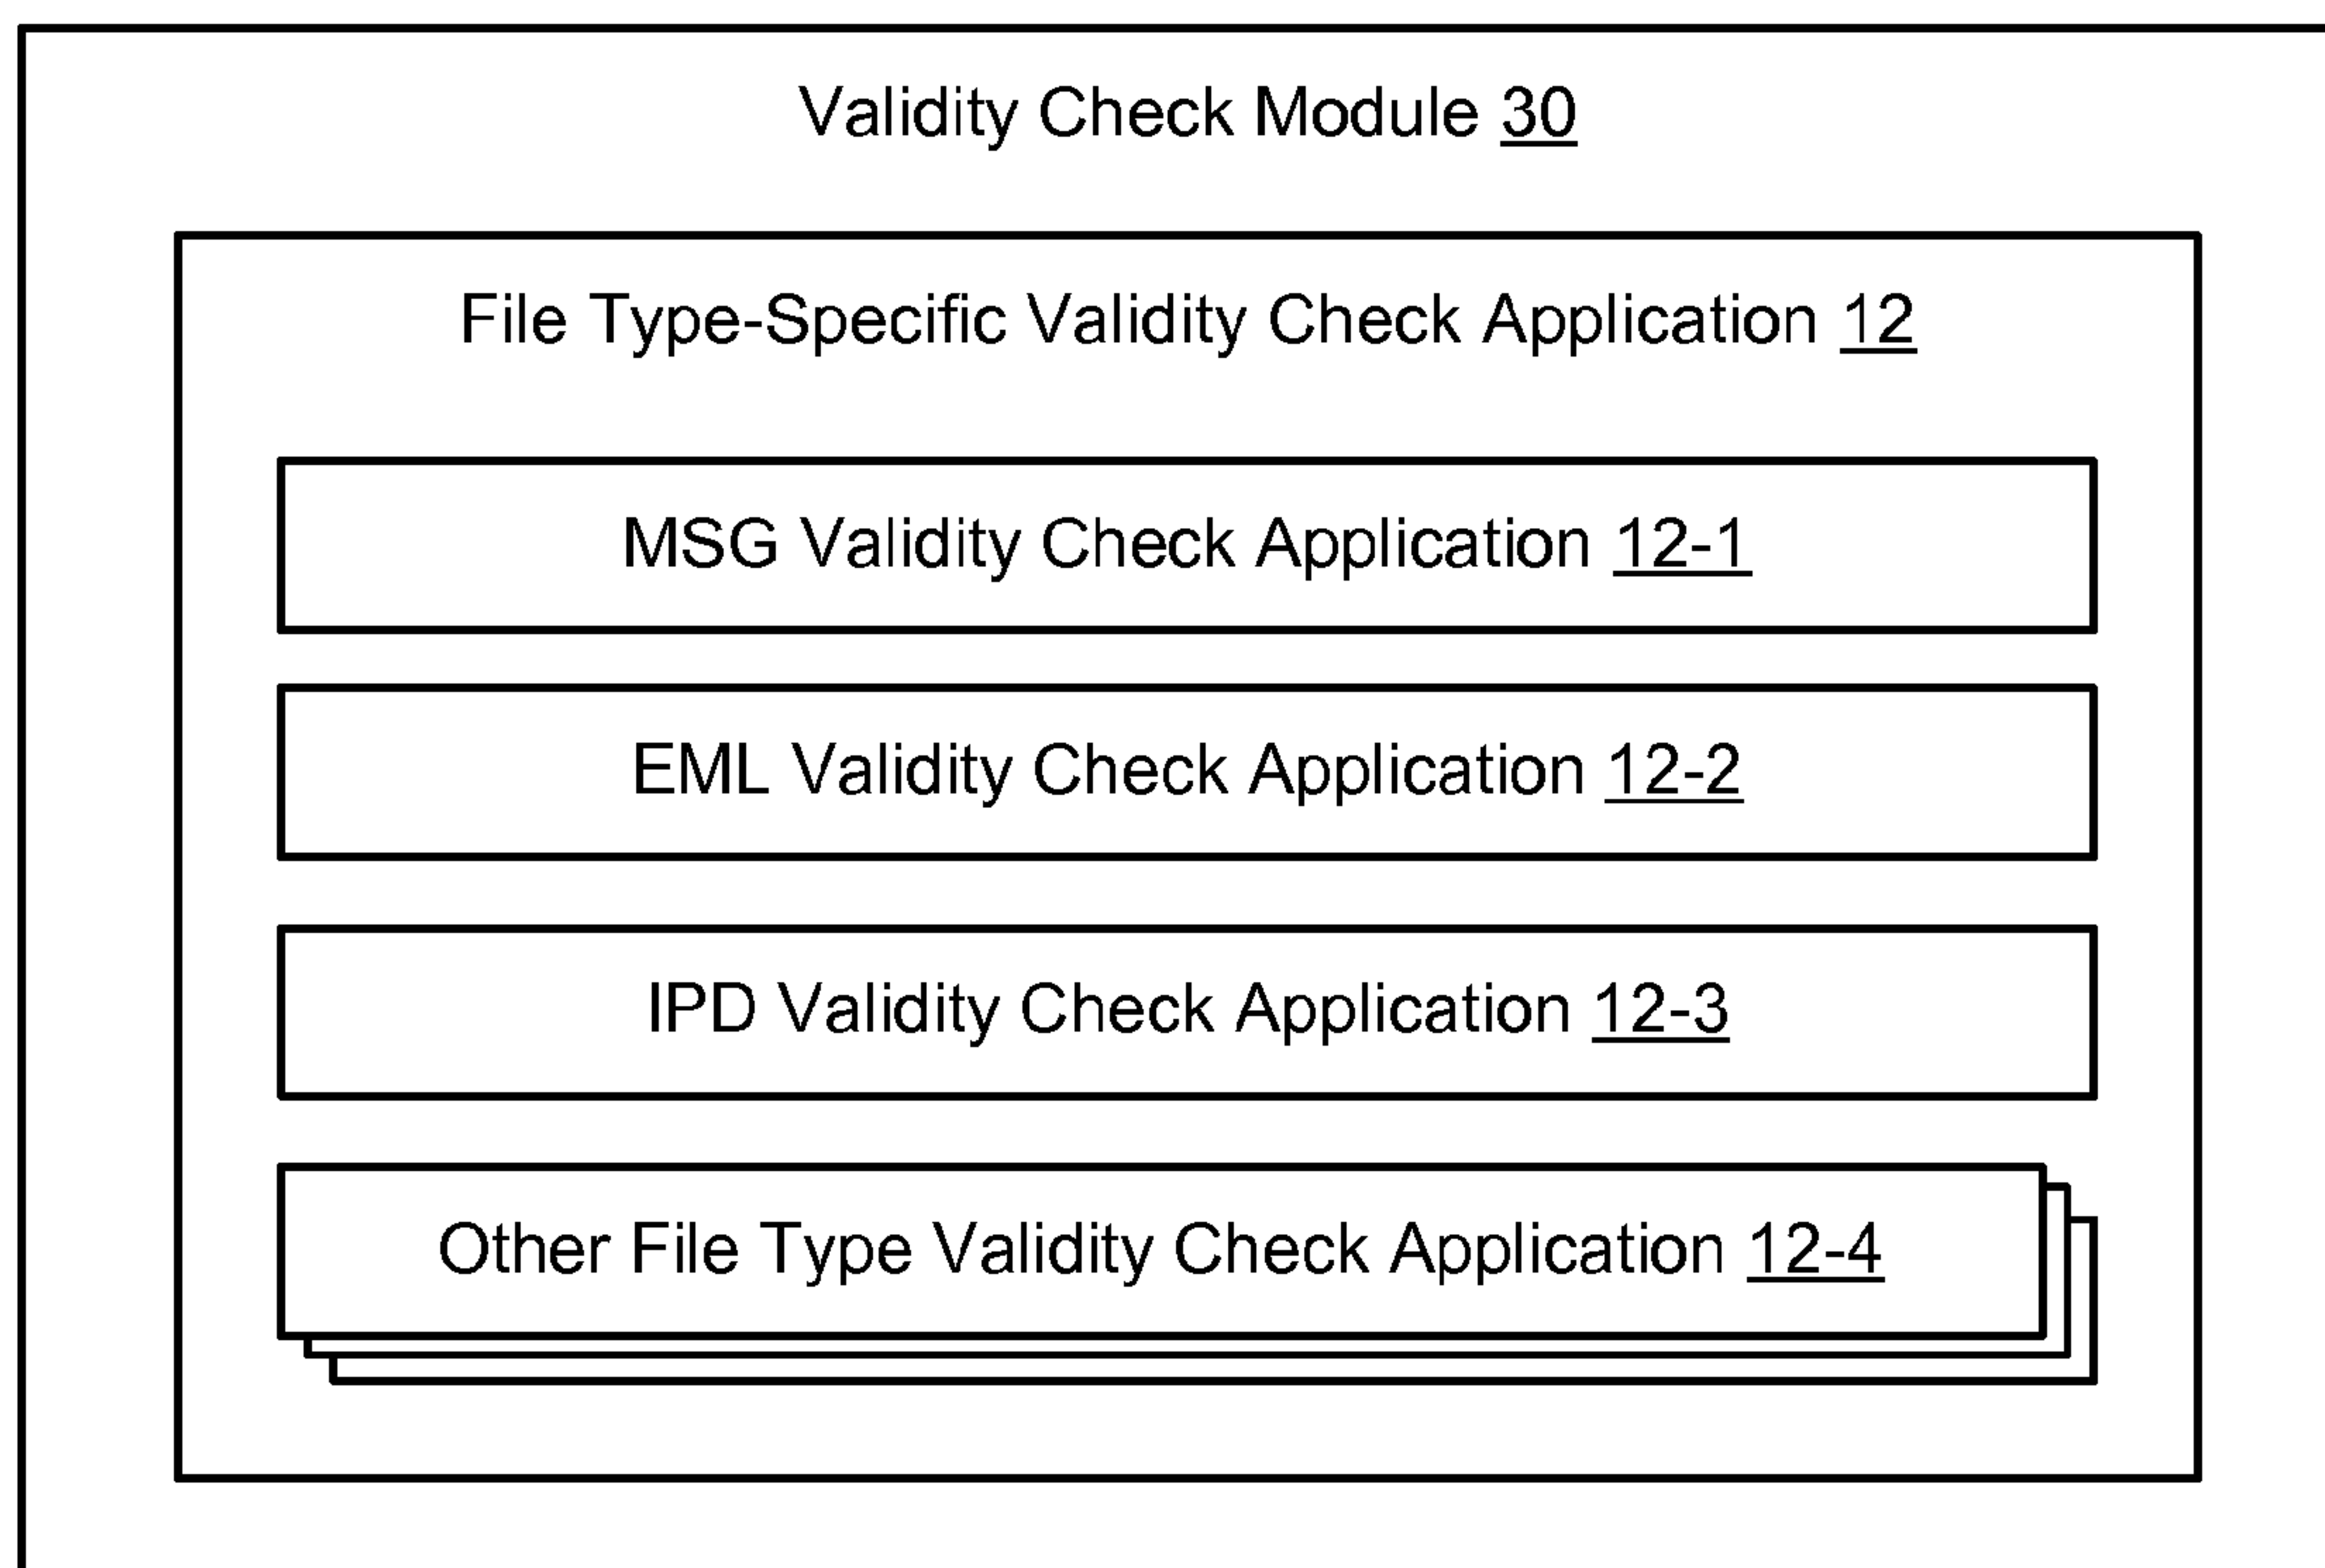 Validity Check Module 30
File Type-Specific Validity Check Application 12
MSG Validity Check Application 12-1
EML Validity Check Application 12-2
IPD Validity Check Application 12-3
Other File Type Validity Check Application 12-4